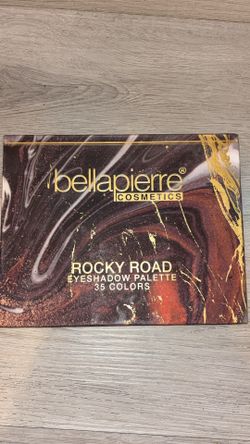 bellapierre®
COSMETICS
ROCKY ROAD
EYESHADOW PALETTE
35 COLORS